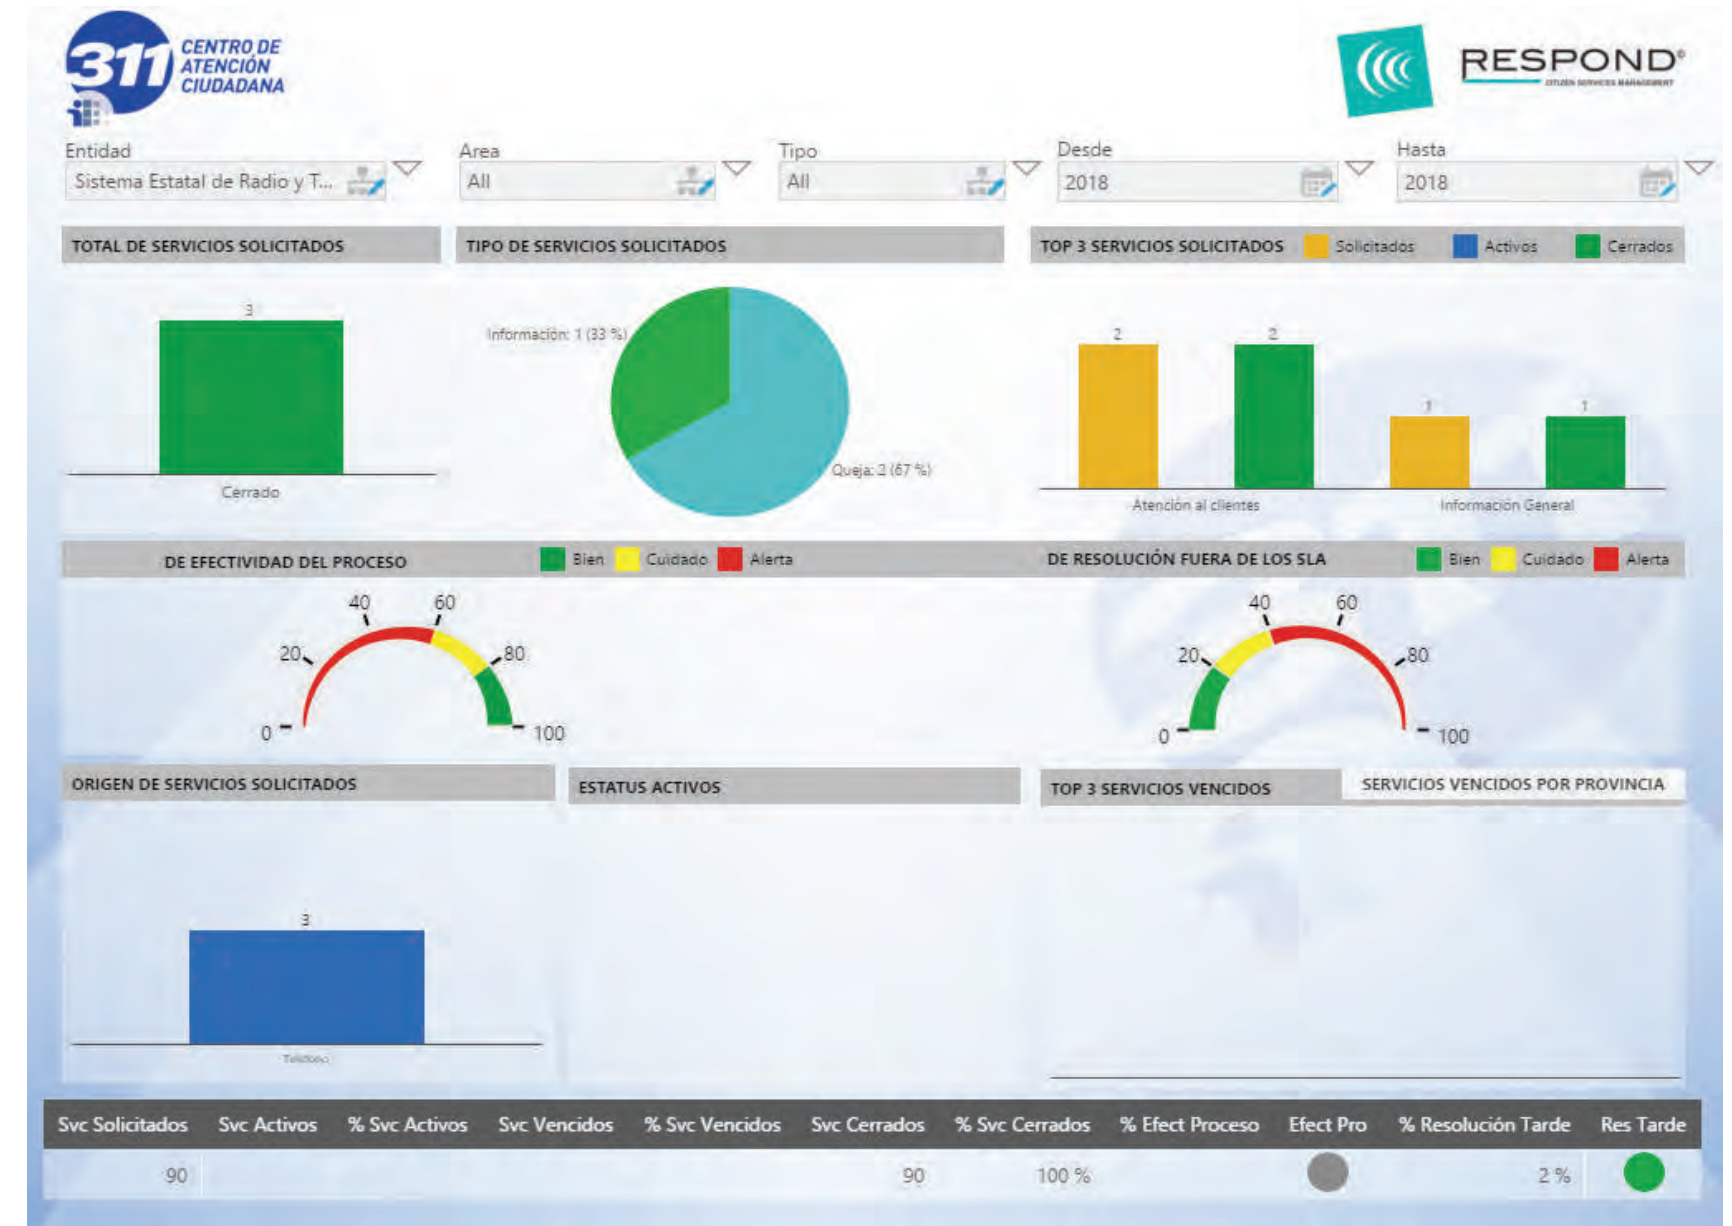 311 CENTRO DE
ATENCIÓN
CIUDADANA
RESPOND®
CITIZEN SERVICES MANAGEMENT
Entidad
Sistema Estatal de Radio y T...
Area
All
Tipo
All
Desde
2018
Hasta
2018
TOTAL DE SERVICIOS SOLICITADOS
3
Cerrado
TIPO DE SERVICIOS SOLICITADOS
Información: 1 (33 %)
Queja: 2 (67 %)
TOP 3 SERVICIOS SOLICITADOS Solicitados Activos Cerrados
2 2 1 1
Atención al clientes Información General
DE EFECTIVIDAD DEL PROCESO Bien Cuidado Alerta
0 20 40 60 80 100
DE RESOLUCIÓN FUERA DE LOS SLA Bien Cuidado Alerta
0 20 40 60 80 100
ORIGEN DE SERVICIOS SOLICITADOS
3
Teléfono
ESTATUS ACTIVOS
TOP 3 SERVICIOS VENCIDOS SERVICIOS VENCIDOS POR PROVINCIA
Svc Solicitados Svc Activos % Svc Activos Svc Vencidos % Svc Vencidos Svc Cerrados % Svc Cerrados % Efect Proceso Efect Pro % Resolución Tarde Res Tarde
90 90 100 % 2 %